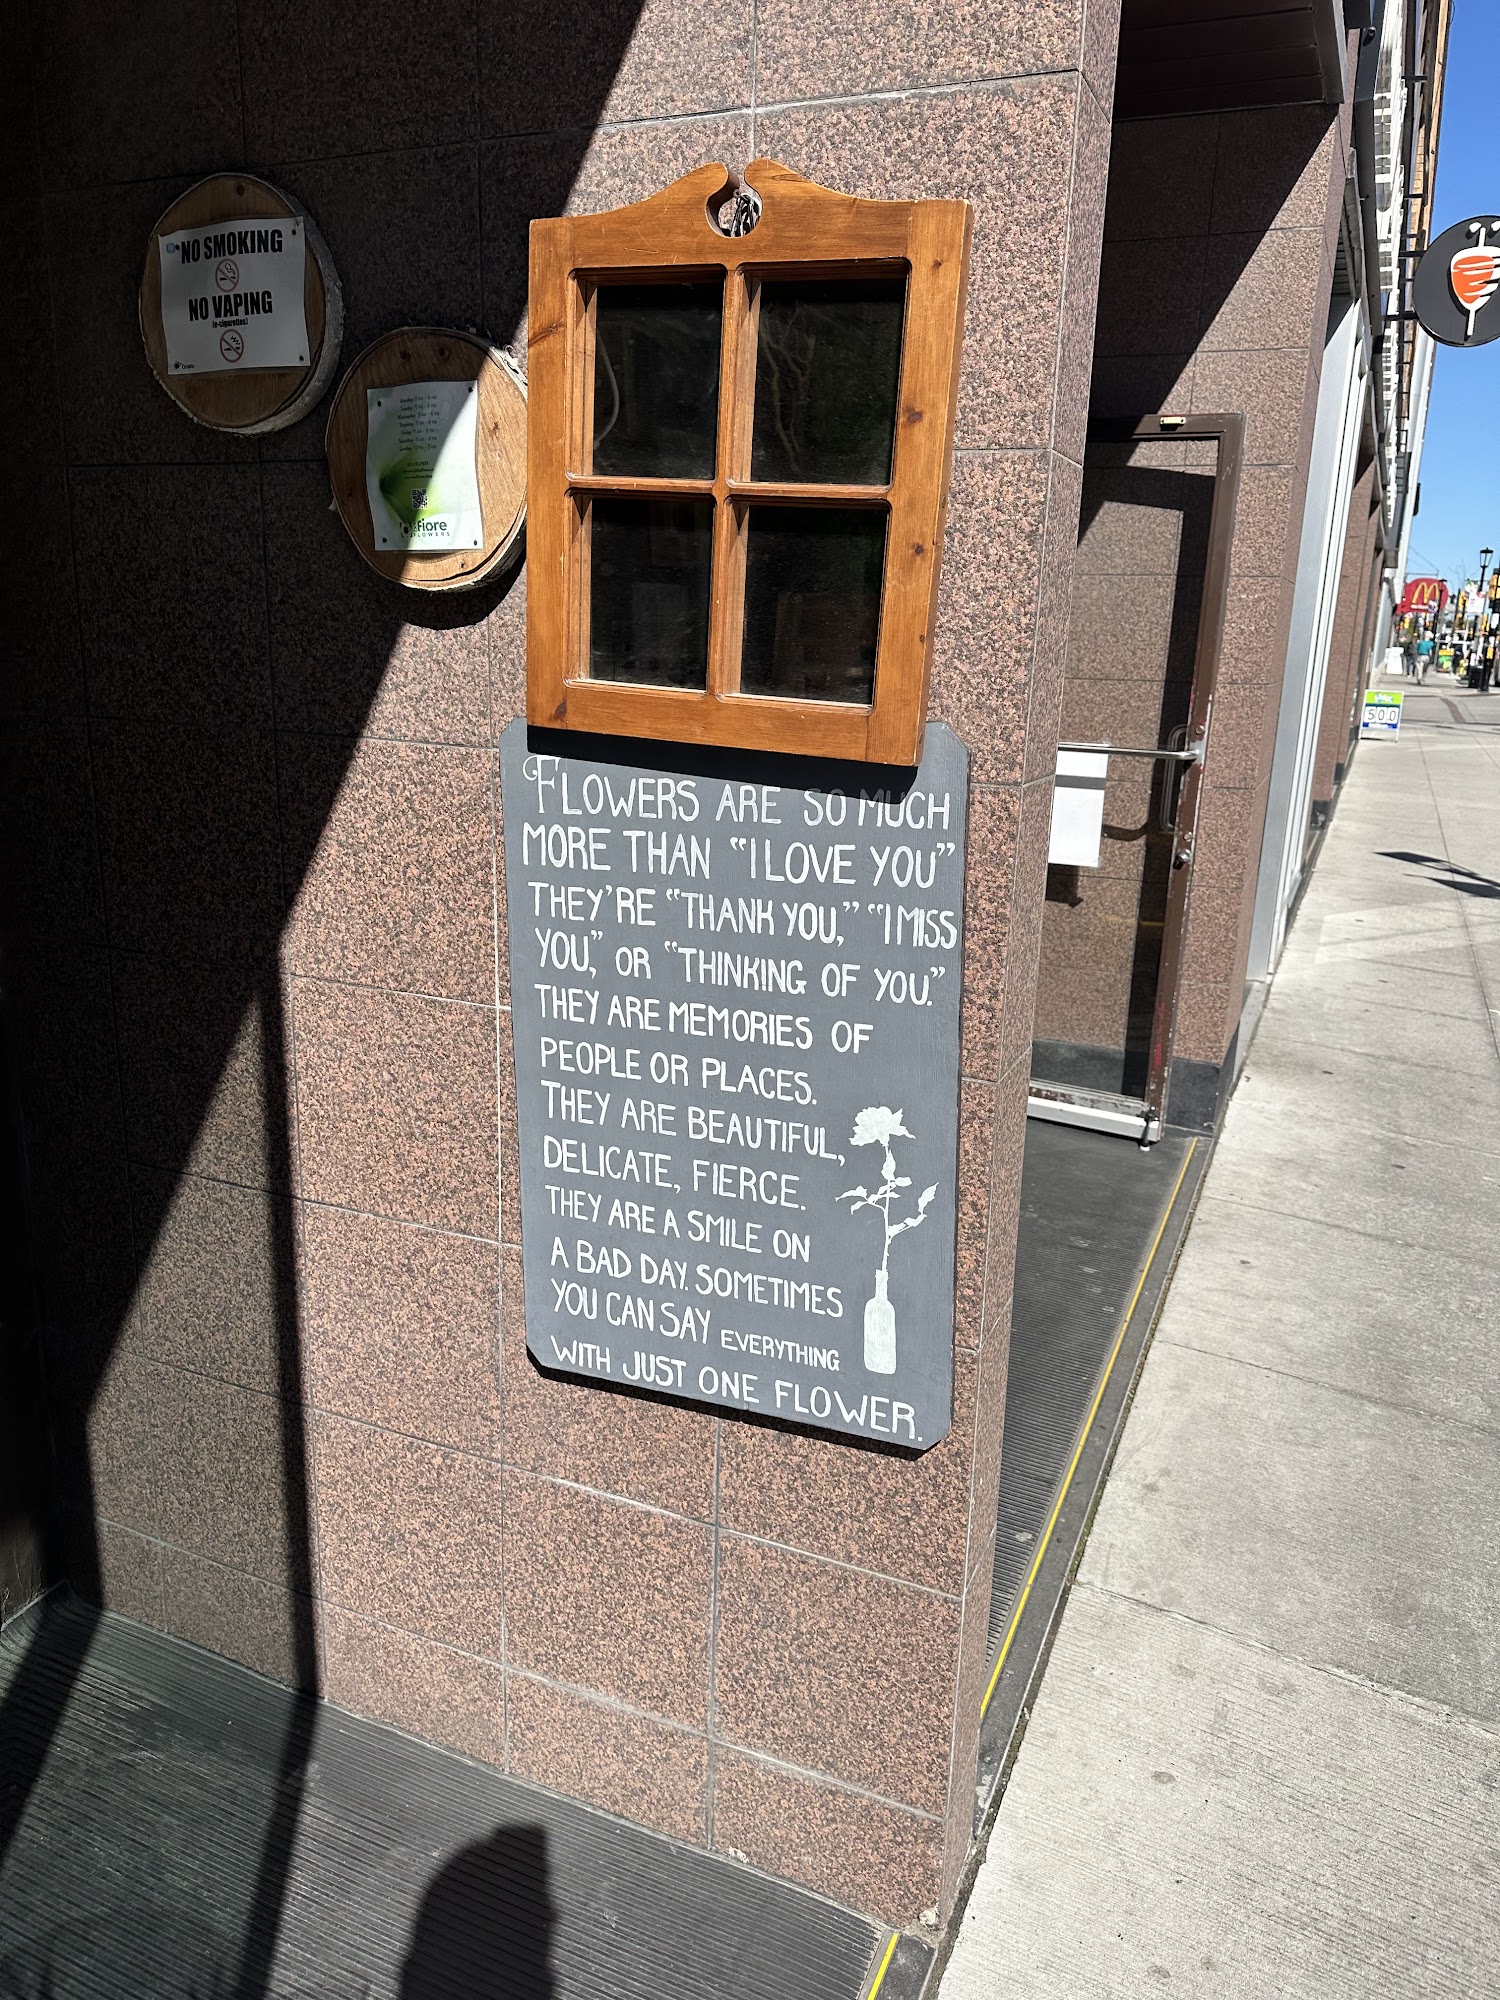 NO SMOKING
NO VAPING
(e-cigarettes)
Fiore
FLOWERS
FLOWERS ARE SO MUCH
MORE THAN “I LOVE YOU”
THEY’RE “THANK YOU,” “I MISS
YOU,” OR “THINKING OF YOU.”
THEY ARE MEMORIES OF
PEOPLE OR PLACES.
THEY ARE BEAUTIFUL,
DELICATE, FIERCE.
THEY ARE A SMILE ON
A BAD DAY. SOMETIMES
YOU CAN SAY EVERYTHING
WITH JUST ONE FLOWER.
500